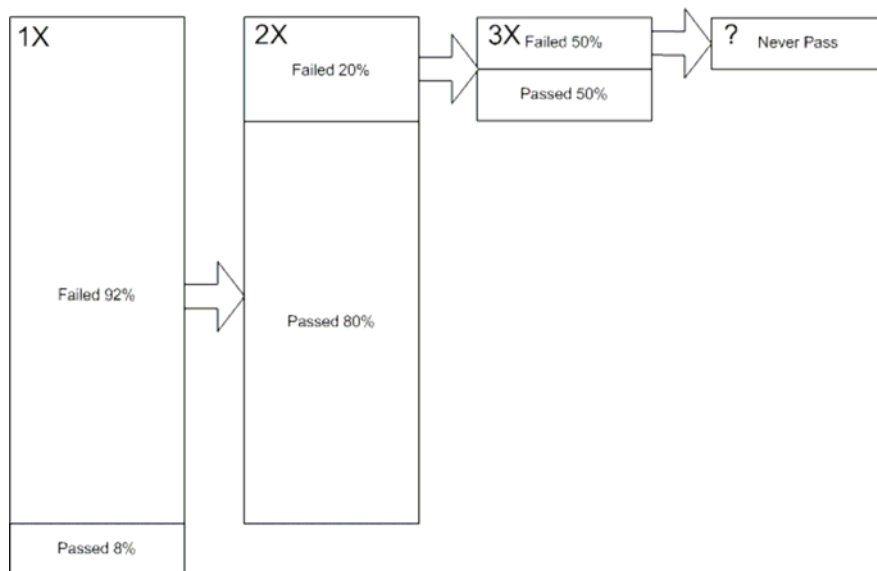 1X
Failed 92%
Passed 8%
2X
Failed 20%
Passed 80%
3X
Failed 50%
Passed 50%
?
Never Pass